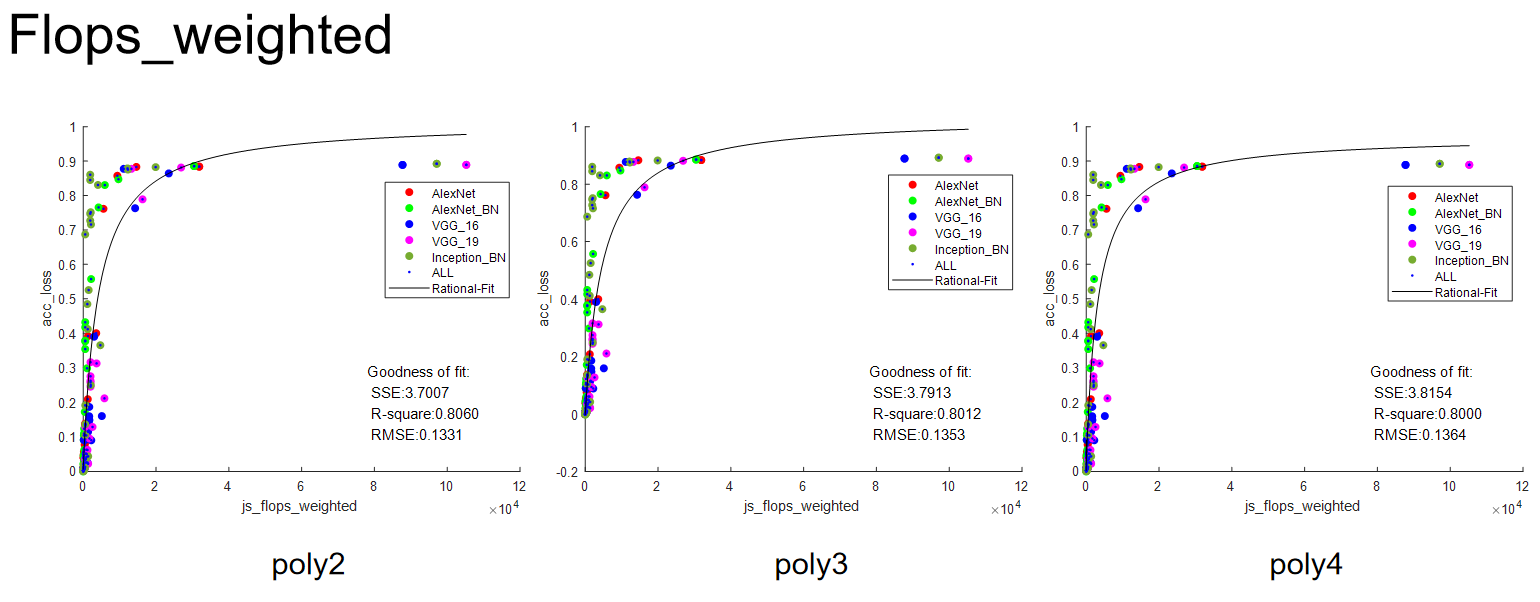 Flops_weighted
1
0.9
0.8
0.7
0.6
0.5
0.4
0.3
0.2
0.1
0
acc_loss
AlexNet
AlexNet_BN
VGG_16
VGG_19
Inception_BN
ALL
Rational-Fit
Goodness of fit:
SSE:3.7007
R-square:0.8060
RMSE:0.1331
0 2 4 6 8 10 12
js_flops_weighted
×10^4
poly2
1
0.8
0.6
0.4
0.2
0
-0.2
acc_loss
AlexNet
AlexNet_BN
VGG_16
VGG_19
Inception_BN
ALL
Rational-Fit
Goodness of fit:
SSE:3.7913
R-square:0.8012
RMSE:0.1353
0 2 4 6 8 10 12
js_flops_weighted
×10^4
poly3
1
0.9
0.8
0.7
0.6
0.5
0.4
0.3
0.2
0.1
0
acc_loss
AlexNet
AlexNet_BN
VGG_16
VGG_19
Inception_BN
ALL
Rational-Fit
Goodness of fit:
SSE:3.8154
R-square:0.8000
RMSE:0.1364
0 2 4 6 8 10 12
js_flops_weighted
×10^4
poly4